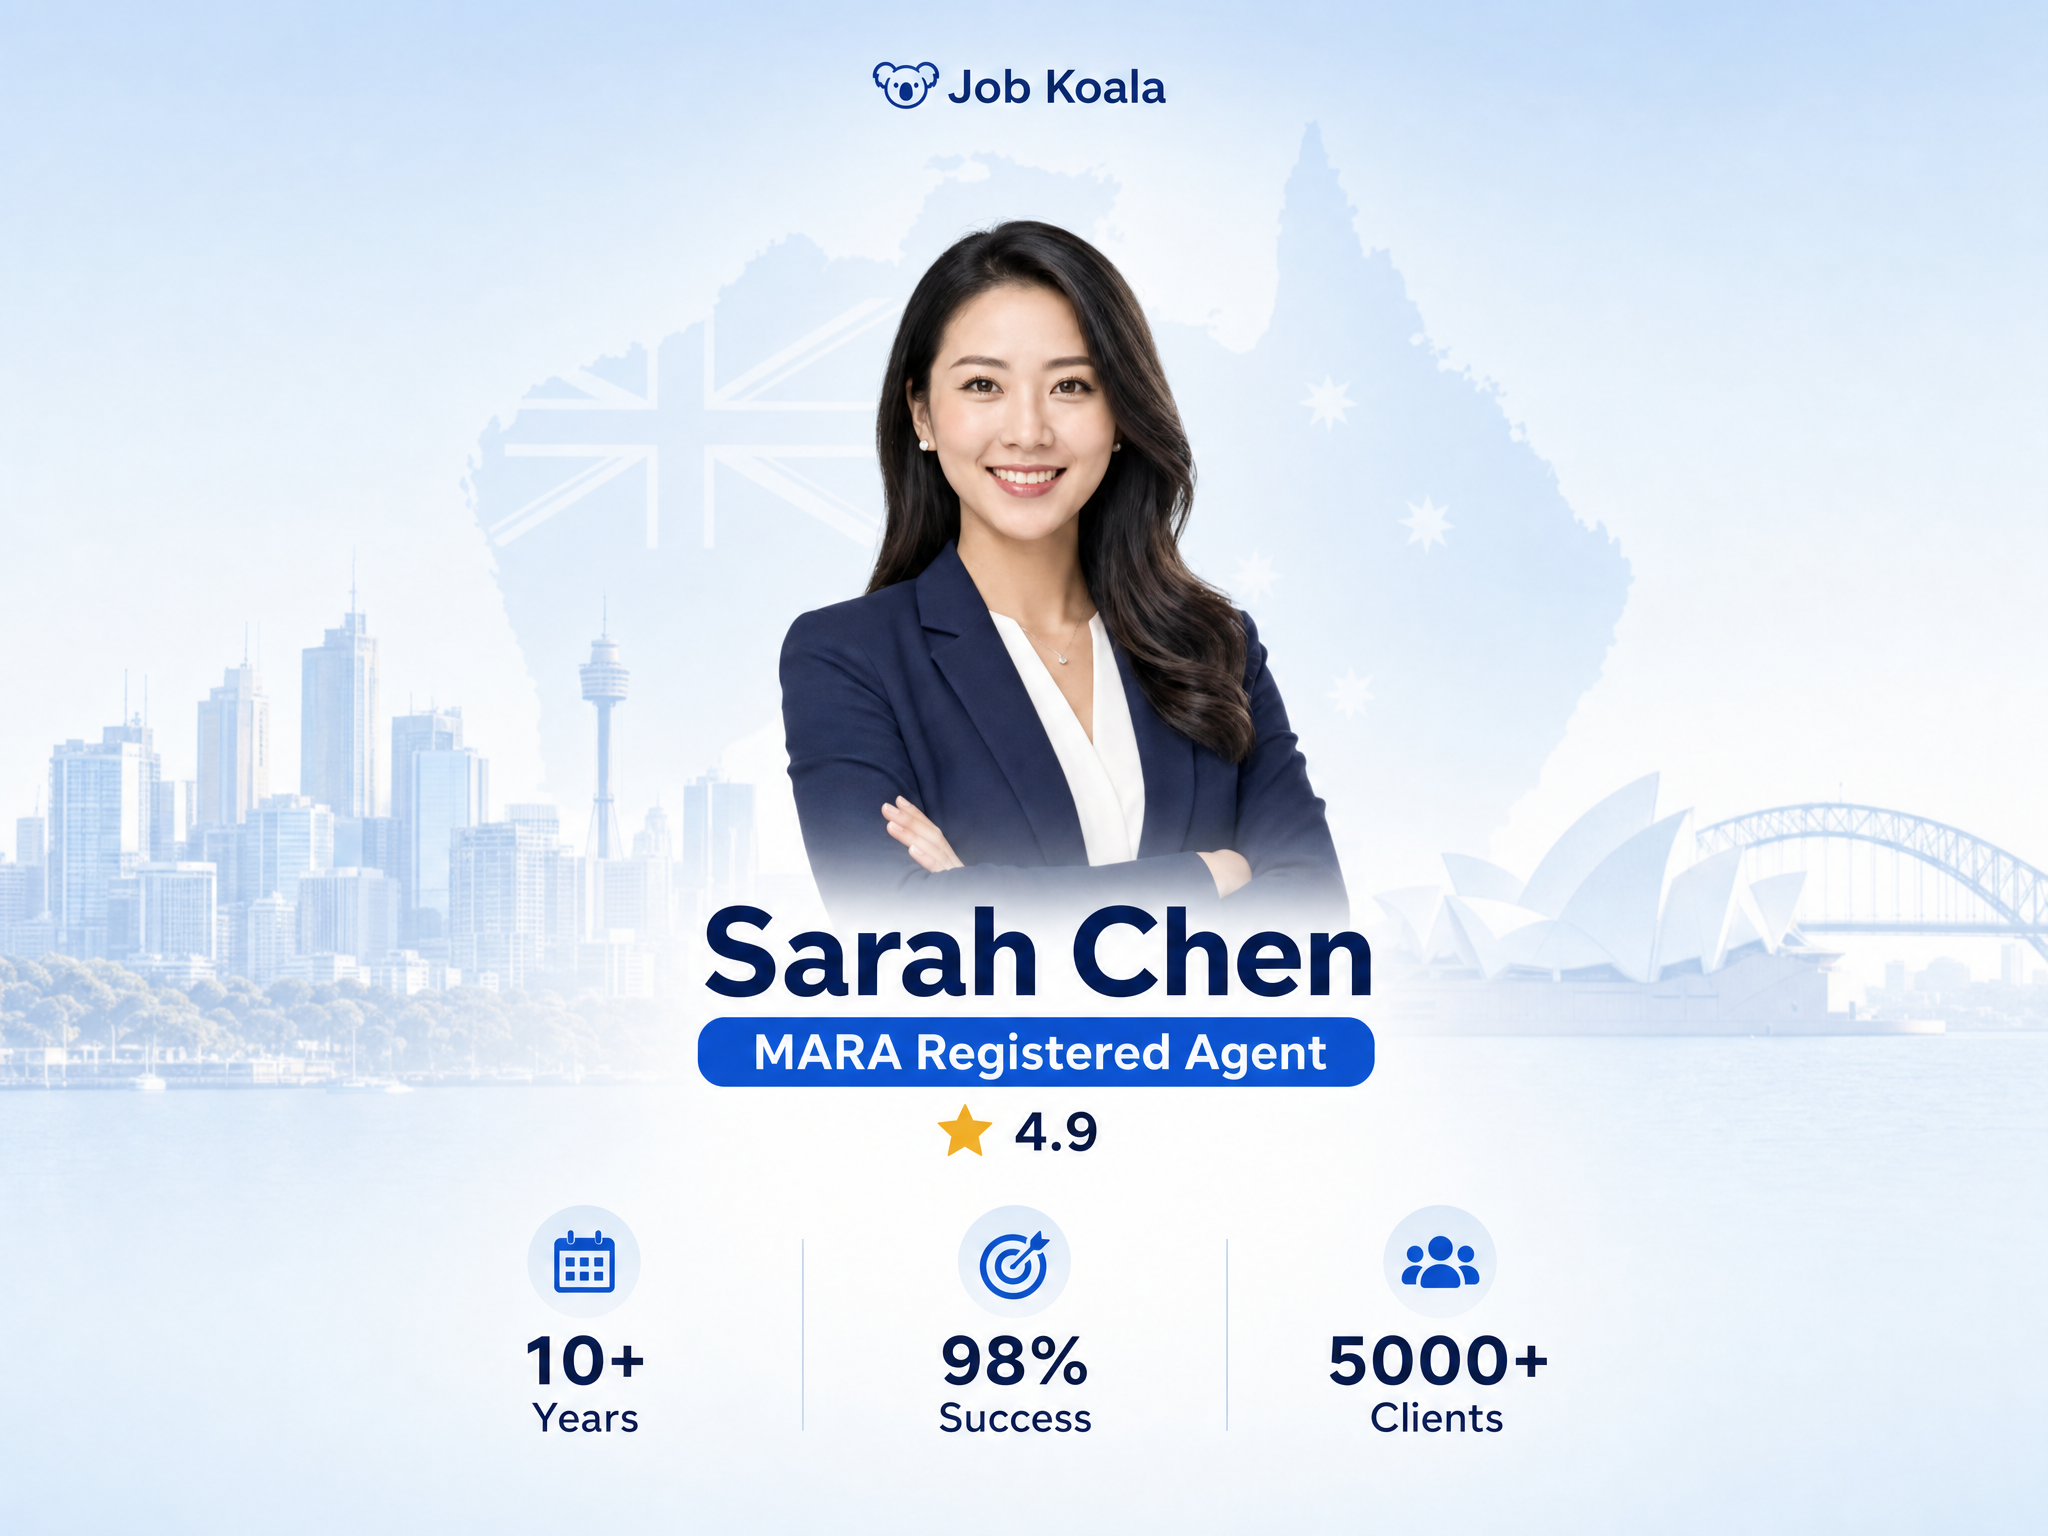 Job Koala
Sarah Chen
MARA Registered Agent
4.9
10+
Years
98%
Success
5000+
Clients